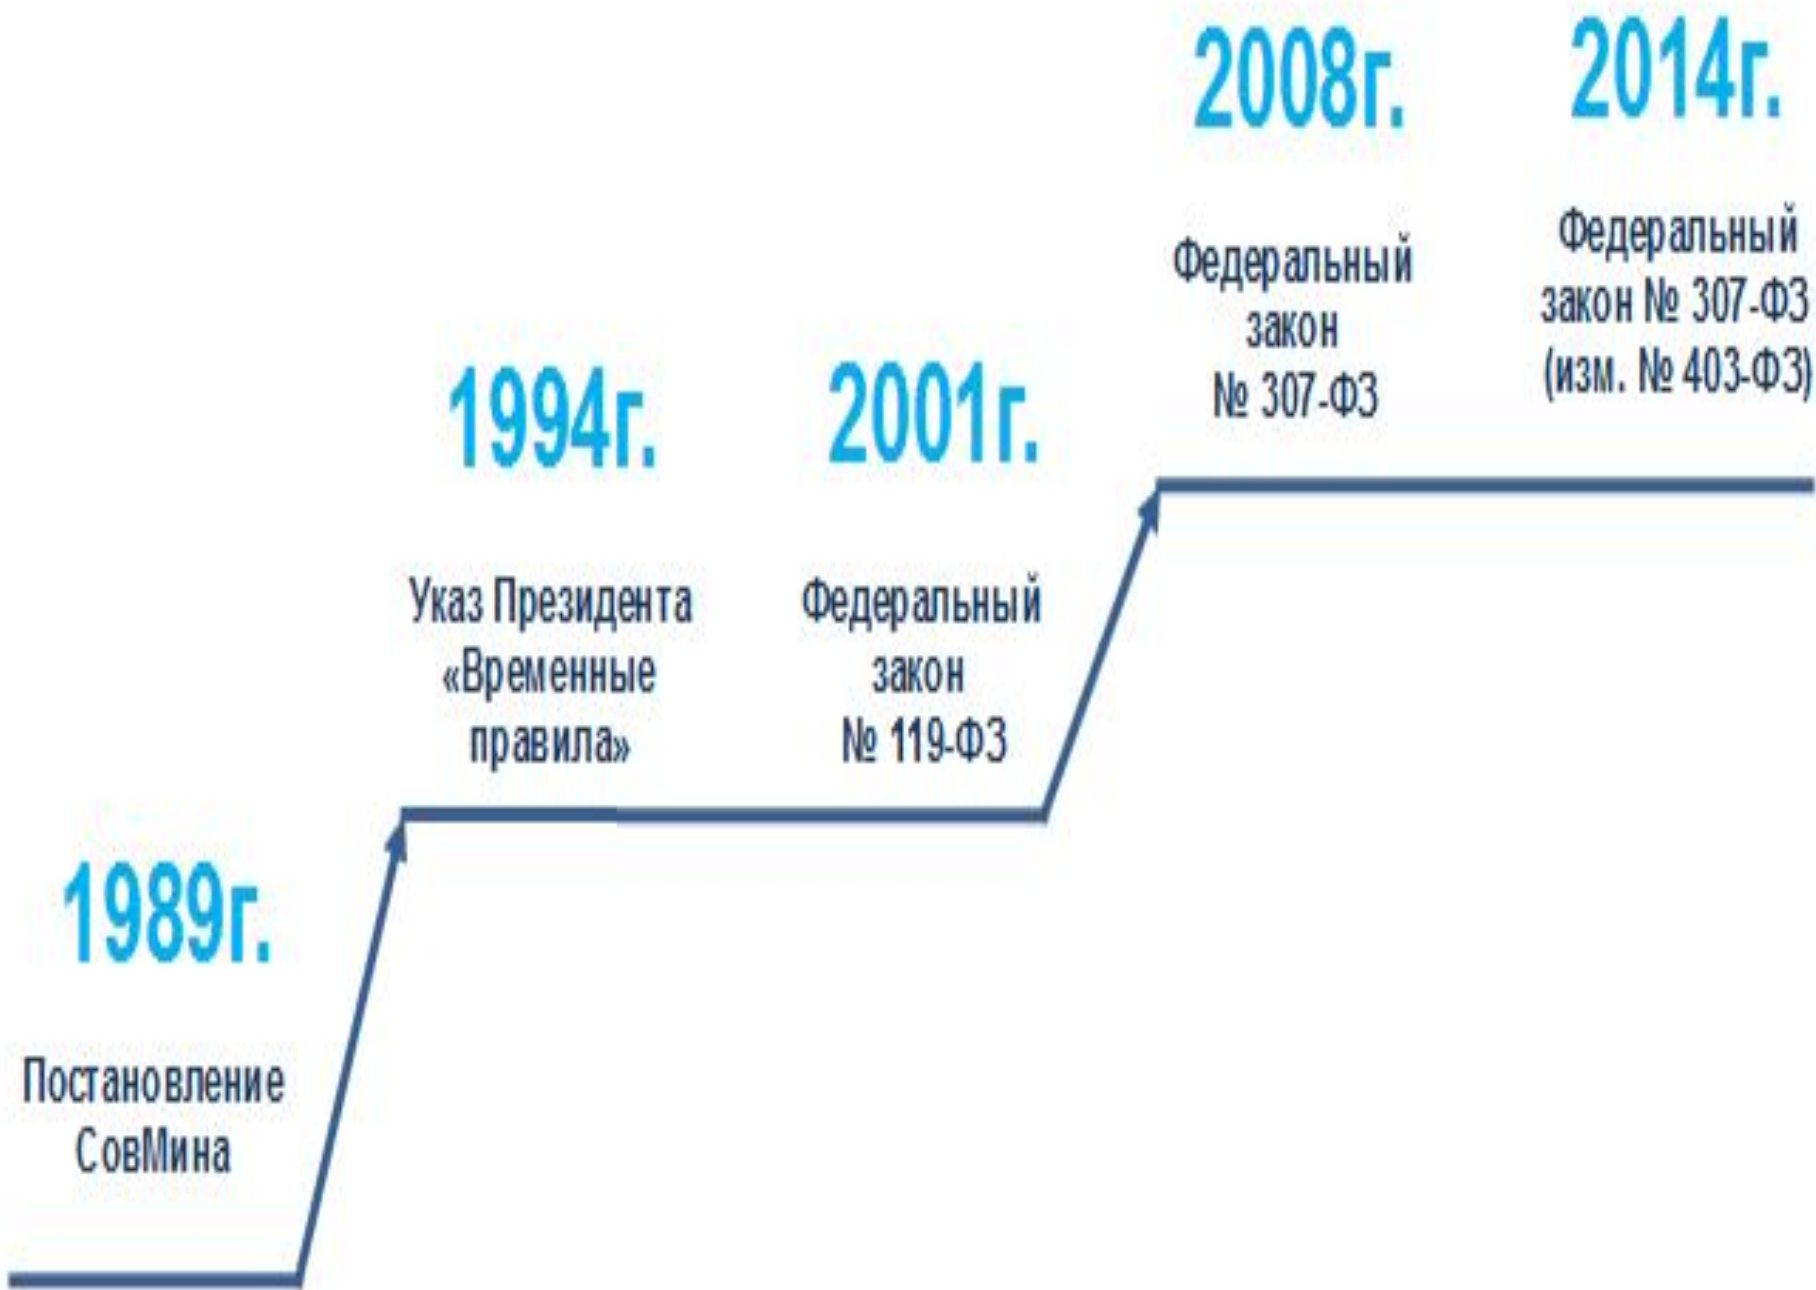 1989г.
Постановление
СовМина
1994г.
Указ Президента
«Временные
правила»
2001г.
Федеральный
закон
№ 119-ФЗ
2008г.
Федеральный
закон
№ 307-ФЗ
2014г.
Федеральный
закон № 307-ФЗ
(изм. № 403-ФЗ)